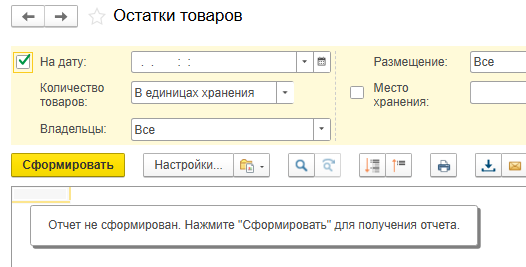 Остатки товаров
На дату: . . : : Размещение: Все
Количество товаров: В единицах хранения Место хранения:
Владельцы: Все
Сформировать Настройки...
Отчет не сформирован. Нажмите "Сформировать" для получения отчета.